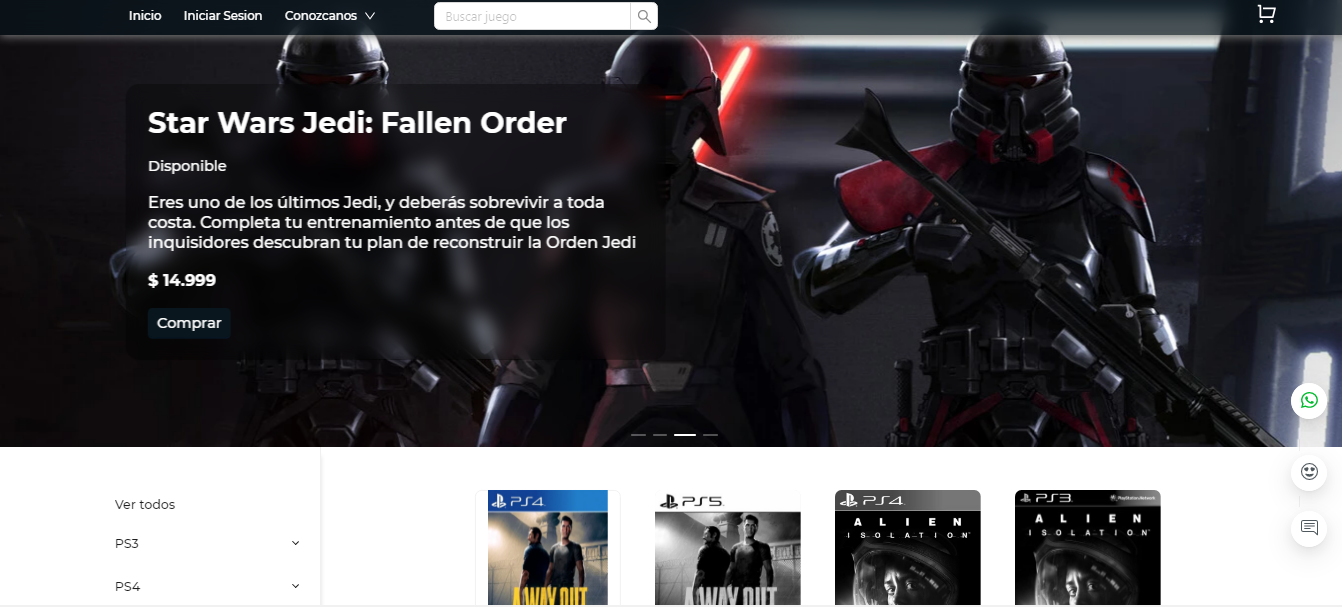 Inicio Iniciar Sesion Conozcanos Buscar juego
Star Wars Jedi: Fallen Order
Disponible
Eres uno de los últimos Jedi, y deberás sobrevivir a toda
costa. Completa tu entrenamiento antes de que los
inquisidores descubran tu plan de reconstruir la Orden Jedi
$ 14.999
Comprar
Ver todos
PS3
PS4
PS4
A WAY OUT
PS5
A WAY OUT
PS4
ALIEN
ISOLATION
PS3 PlayStation Network
ALIEN
ISOLATION